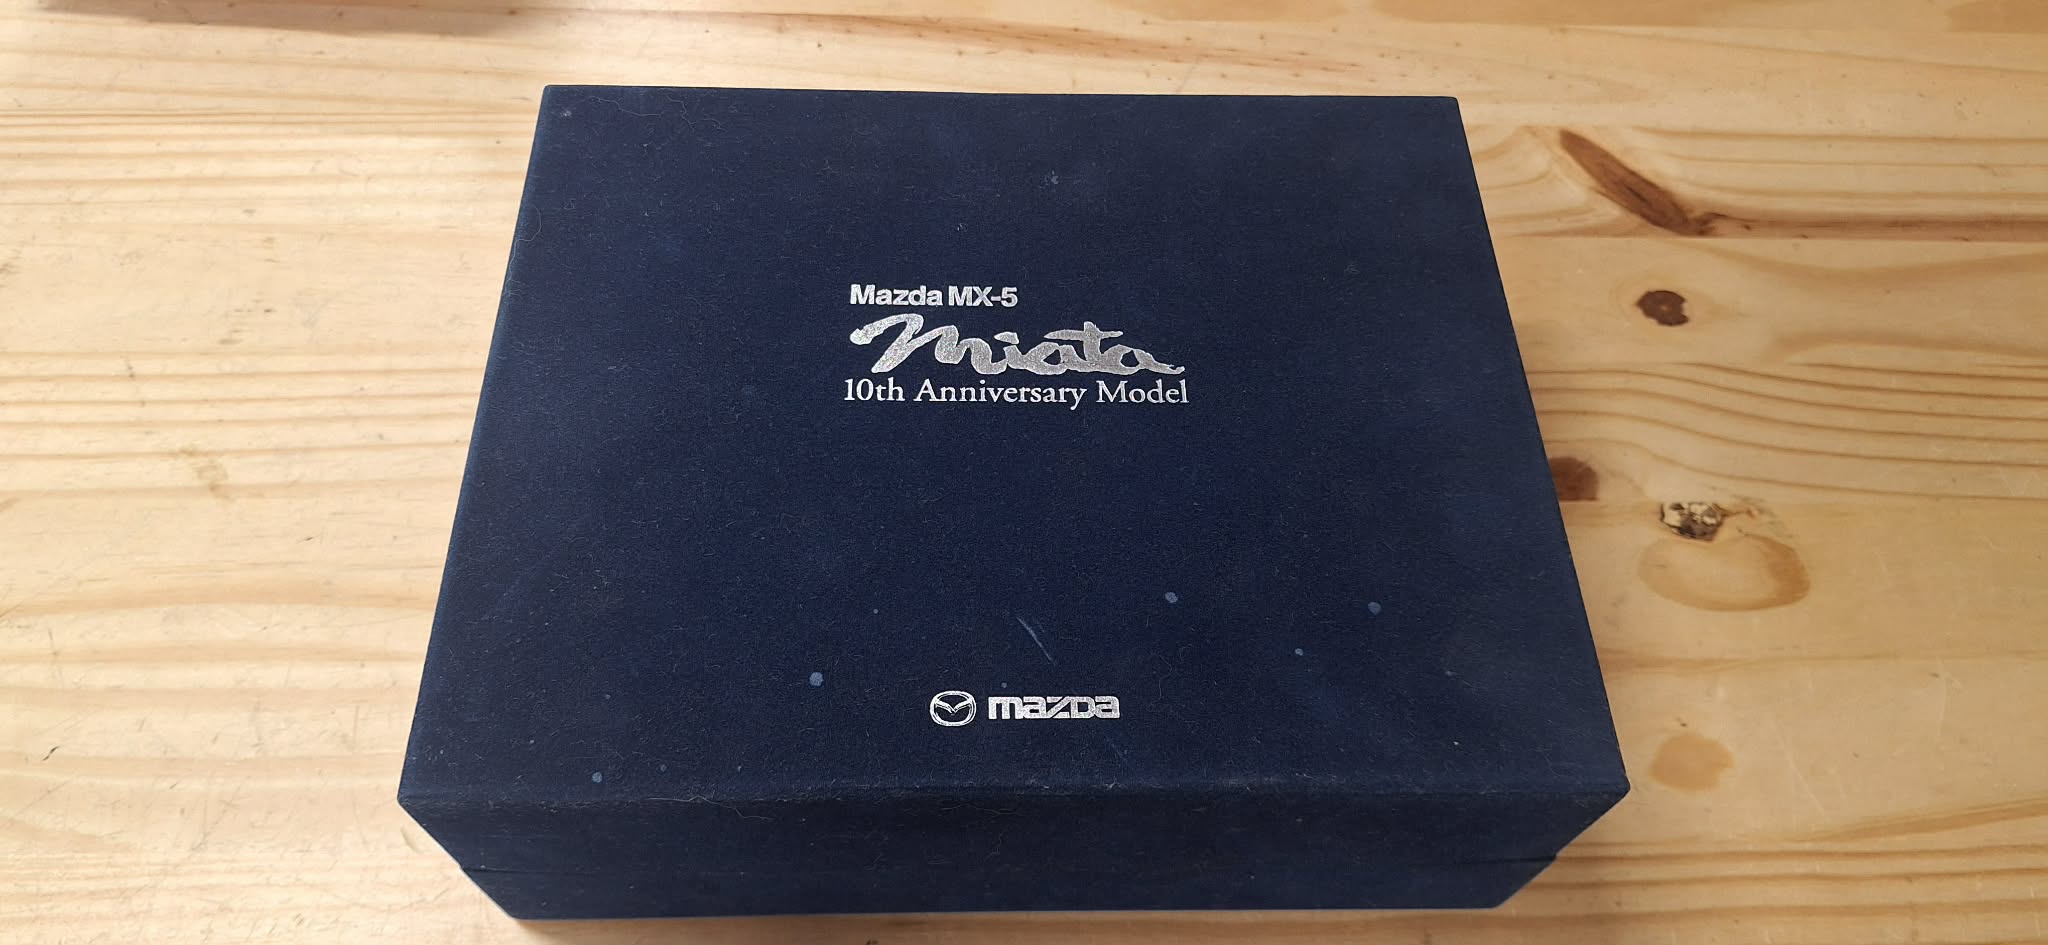 Mazda MX-5
Miata
10th Anniversary Model
mazda